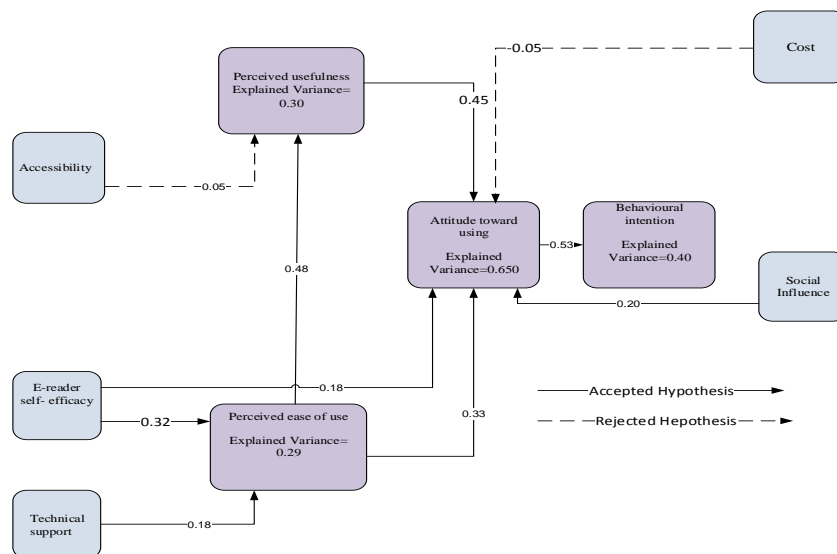 -0.05
Cost
Perceived usefulness
Explained Variance=
0.30
0.45
Accessibility
0.05
Attitude toward
using
Explained
Variance=0.650
0.53
Behavioural
intention
Explained
Variance=0.40
0.48
Social
Influence
0.20
E-reader
self- efficacy
0.18
0.32
Perceived ease of use
Explained Variance=
0.29
0.33
Accepted Hypothesis
Rejected Hepothesis
Technical
support
0.18